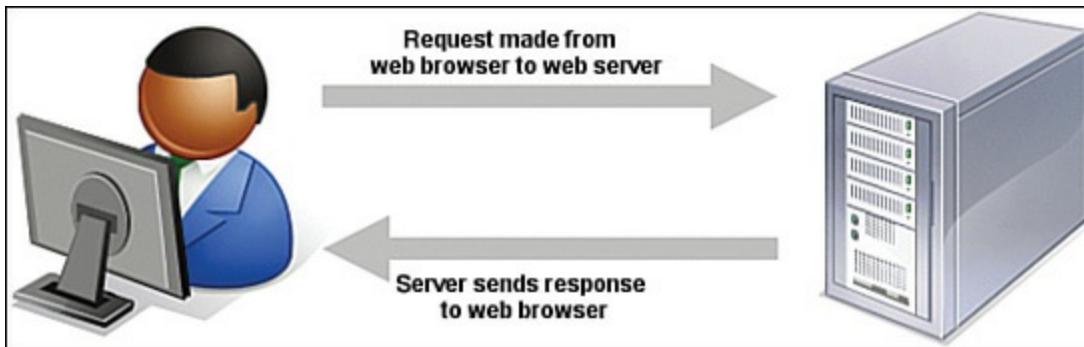 Request made from
web browser to web server
Server sends response
to web browser